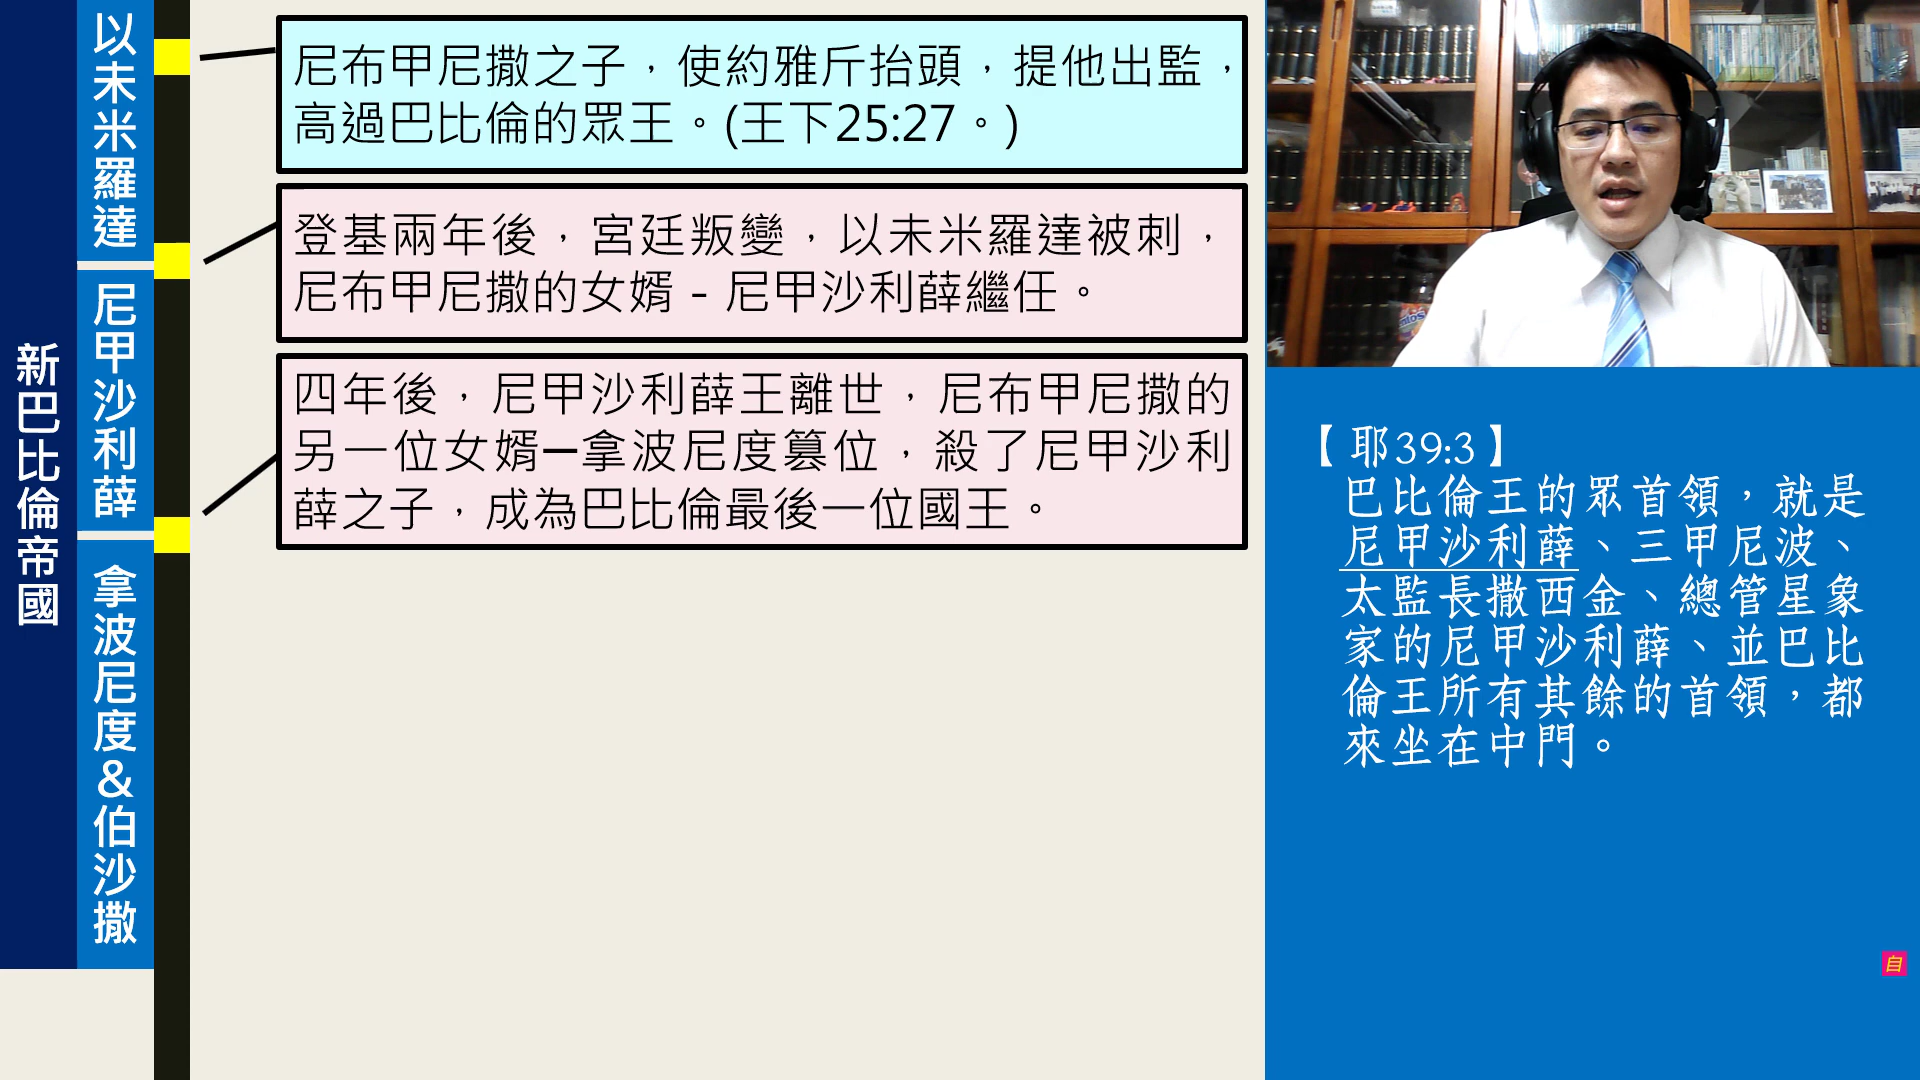 新巴比倫帝國
以未米羅達
尼甲沙利薛
拿波尼度&伯沙撒
尼布甲尼撒之子，使約雅斤抬頭，提他出監，
高過巴比倫的眾王。(王下25:27。)
登基兩年後，宮廷叛變，以未米羅達被刺，
尼布甲尼撒的女婿－尼甲沙利薛繼任。
四年後，尼甲沙利薛王離世，尼布甲尼撒的
另一位女婿─拿波尼度篡位，殺了尼甲沙利
薛之子，成為巴比倫最後一位國王。
【耶39:3】
巴比倫王的眾首領，就是
尼甲沙利薛、三甲尼波、
太監長撒西金、總管星象
家的尼甲沙利薛、並巴比
倫王所有其餘的首領，都
來坐在中門。
自